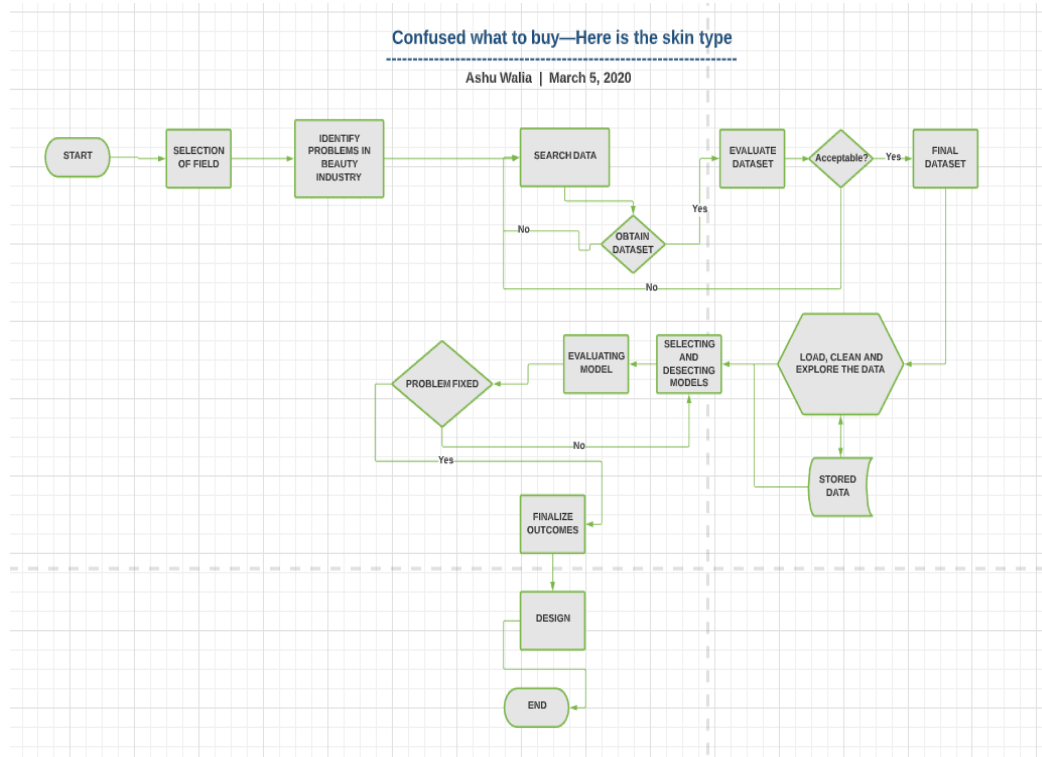 Confused what to buy—Here is the skin type
Ashu Walia | March 5, 2020
START
SELECTION
OF FIELD
IDENTIFY
PROBLEMS IN
BEAUTY
INDUSTRY
SEARCH DATA
EVALUATE
DATASET
Acceptable?
Yes
FINAL
DATASET
Yes
No
OBTAIN
DATASET
No
LOAD, CLEAN AND
EXPLORE THE DATA
SELECTING
AND
DESECTING
MODELS
EVALUATING
MODEL
PROBLEM FIXED
No
Yes
STORED
DATA
FINALIZE
OUTCOMES
DESIGN
END